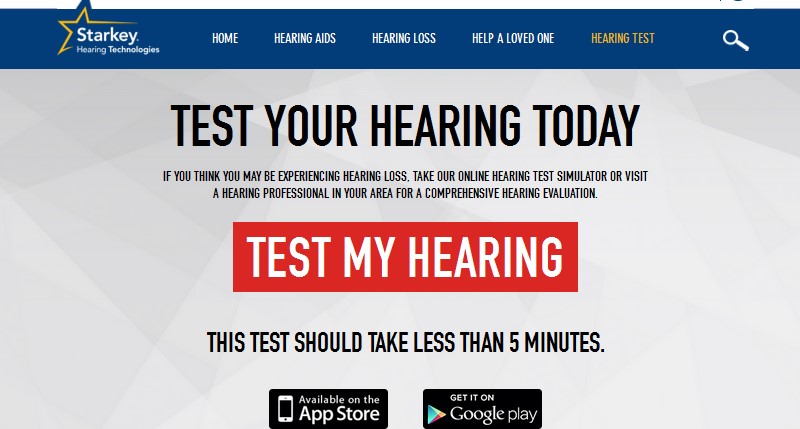 Starkey.
Hearing Technologies
HOME HEARING AIDS HEARING LOSS HELP A LOVED ONE HEARING TEST
TEST YOUR HEARING TODAY
IF YOU THINK YOU MAY BE EXPERIENCING HEARING LOSS, TAKE OUR ONLINE HEARING TEST SIMULATOR OR VISIT
A HEARING PROFESSIONAL IN YOUR AREA FOR A COMPREHENSIVE HEARING EVALUATION.
TEST MY HEARING
THIS TEST SHOULD TAKE LESS THAN 5 MINUTES.
Available on the
App Store
GET IT ON
Google play